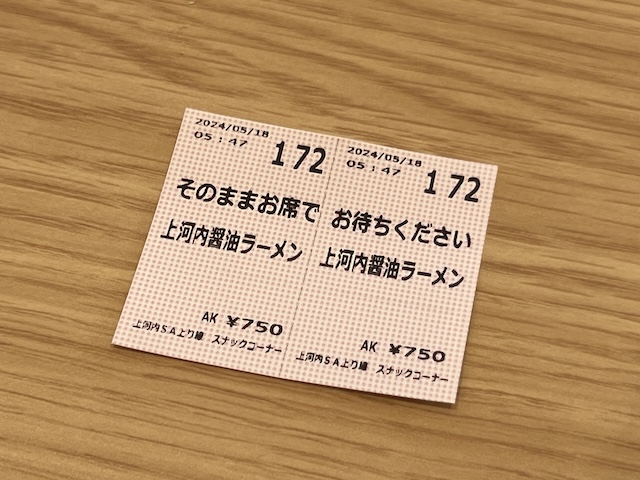 2024/05/18
05:47
172
そのままお席で
上河内醤油ラーメン
AK ¥750
上河内SA上り線 スナックコーナー
2024/05/18
05:47
172
お待ちください
上河内醤油ラーメン
AK ¥750
上河内SA上り線 スナックコーナー